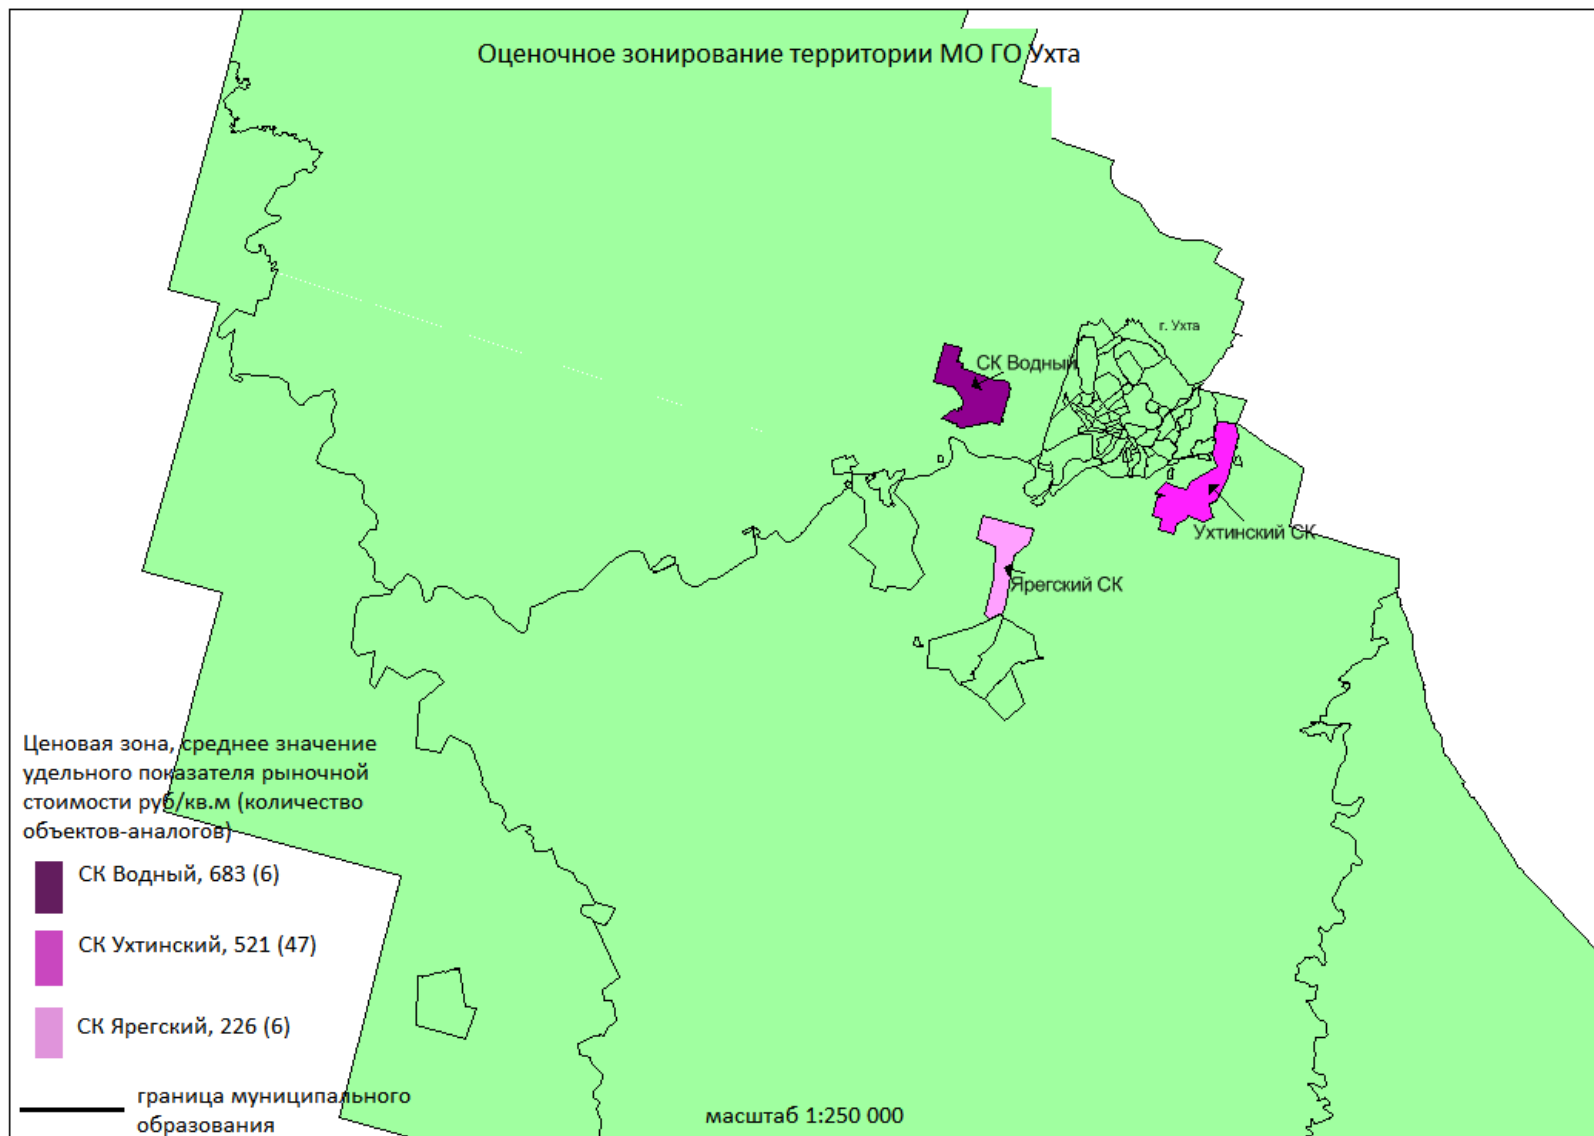 Оценочное зонирование территории МО ГО Ухта
г. Ухта
СК Водный
Ухтинский СК
Ярегский СК
Ценовая зона, среднее значение
удельного показателя рыночной
стоимости руб/кв.м (количество
объектов-аналогов)
СК Водный, 683 (6)
СК Ухтинский, 521 (47)
СК Ярегский, 226 (6)
граница муниципального
образования
масштаб 1:250 000